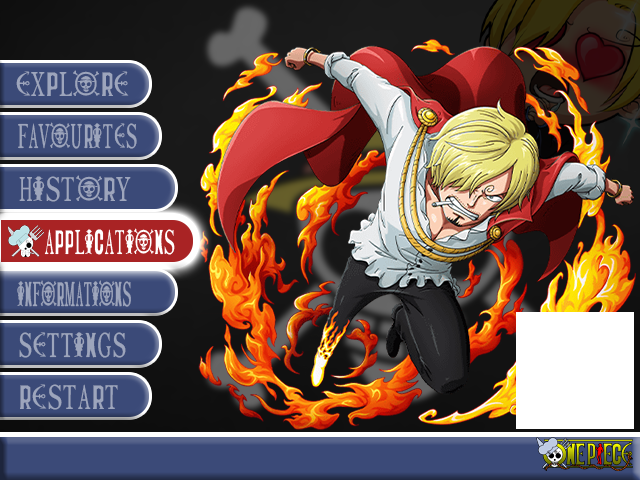 EXPLORE
FAVOURITES
HISTORY
APPLICATIONS
INFORMATIONS
SETTINGS
RESTART
ONE PIECE